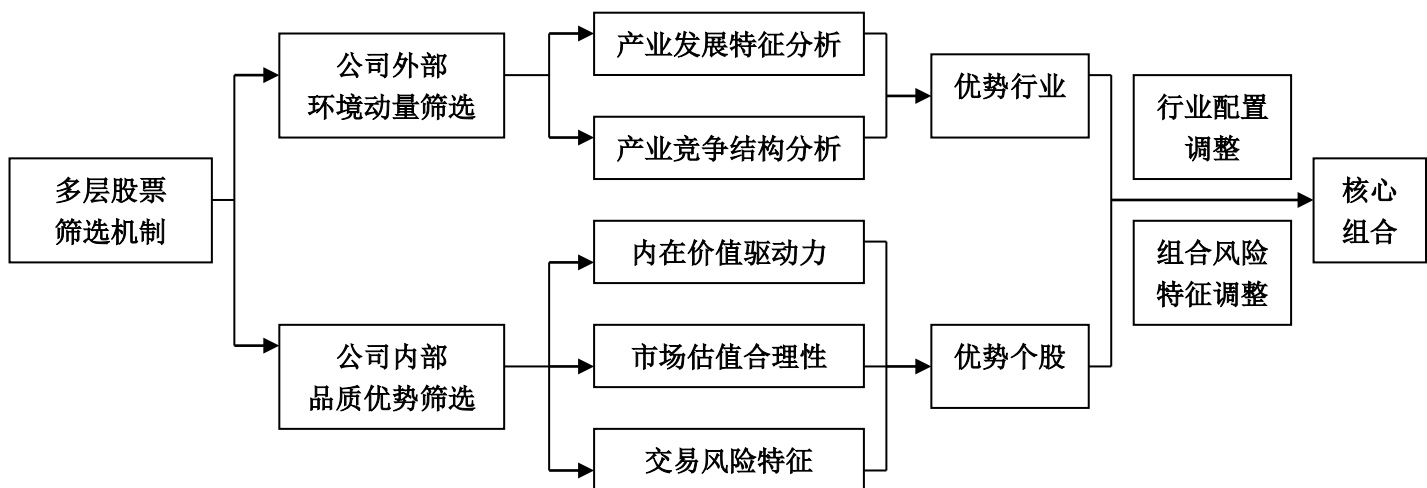 多层股票
筛选机制
公司外部
环境动量筛选
产业发展特征分析
产业竞争结构分析
优势行业
公司内部
品质优势筛选
内在价值驱动力
市场估值合理性
交易风险特征
优势个股
行业配置
调整
组合风险
特征调整
核心
组合